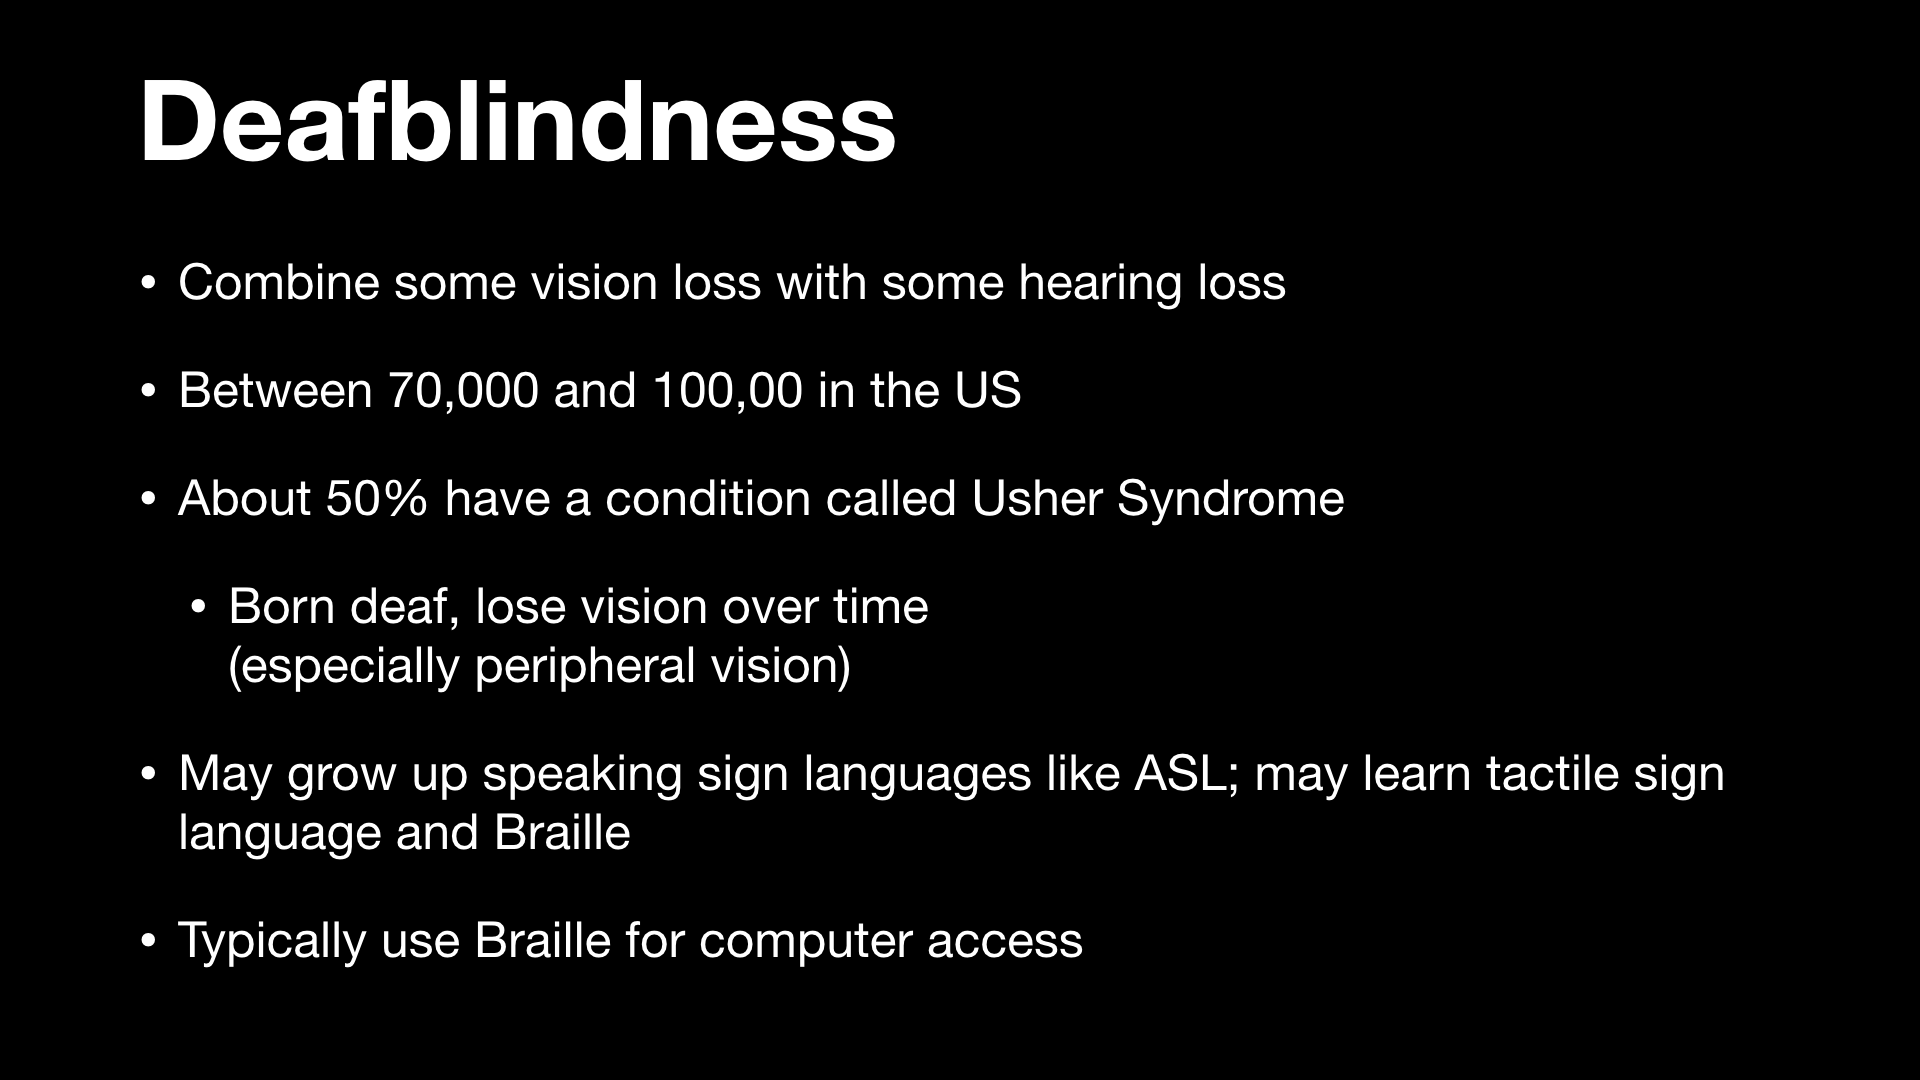 Deafblindness
• Combine some vision loss with some hearing loss
• Between 70,000 and 100,00 in the US
• About 50% have a condition called Usher Syndrome
• Born deaf, lose vision over time
(especially peripheral vision)
• May grow up speaking sign languages like ASL; may learn tactile sign
language and Braille
• Typically use Braille for computer access